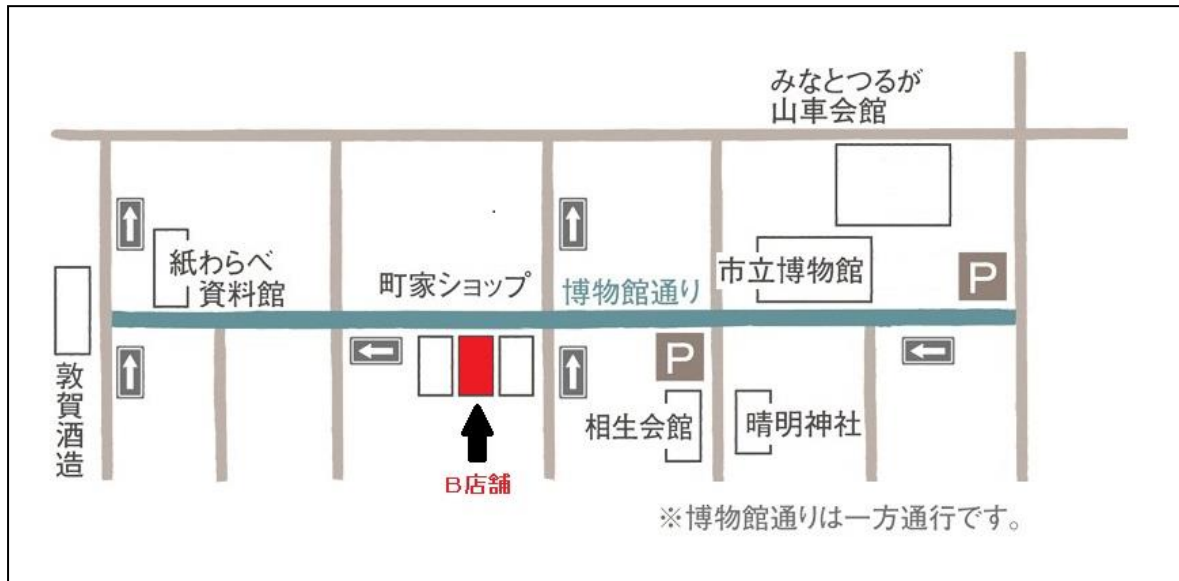 みなとつるが
山車会館
紙わらべ
資料館
町家ショップ
博物館通り
市立博物館
P
P
敦賀酒造
相生会館
晴明神社
B店舗
※博物館通りは一方通行です。